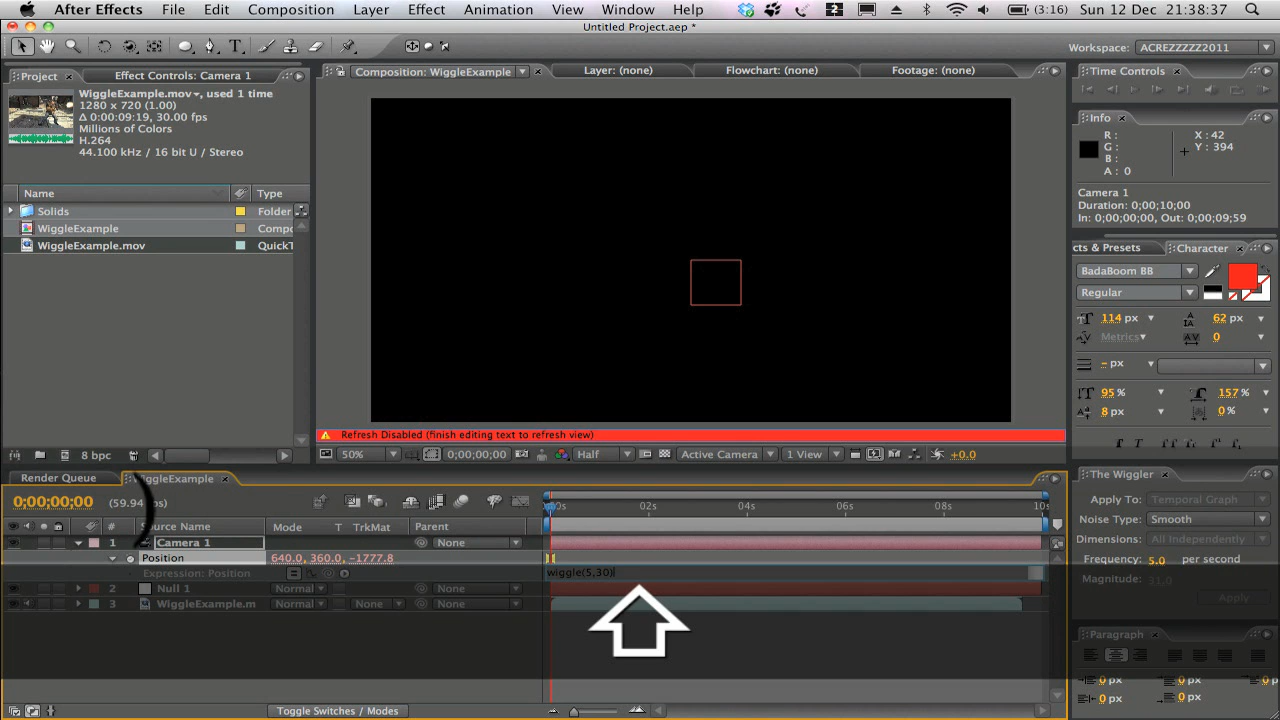 After Effects File Edit Composition Layer Effect Animation View Window Help 2 (3:16) Sun 12 Dec 21:38:37
Untitled Project.aep *
Workspace: ACREZZZZZ2011
Project Effect Controls: Camera 1
WiggleExample.mov, used 1 time
1280 x 720 (1.00)
Δ 0:00:09:19, 30.00 fps
Millions of Colors
H.264
44.100 kHz / 16 bit U / Stereo
Name Type
Solids Folder
WiggleExample Compo
WiggleExample.mov QuickT
8 bpc
Composition: WiggleExample Layer: (none) Flowchart: (none) Footage: (none)
Refresh Disabled (finish editing text to refresh view)
50% 0;00;00;00 Half Active Camera 1 View +0.0
Time Controls
Info
R : X : 42
G : Y : 394
B :
A : 0
Camera 1
Duration: 0;00;10;00
In: 0;00;00;00, Out: 0;00;09;59
cts & Presets Character
BadaBoom BB
Regular
114 px 62 px
Metrics 0
- px
95 % 157 %
8 px 0 %
Render Queue WiggleExample
0;00;00;00 (59.94
# Source Name Mode T TrkMat Parent
02s 04s 06s 08s 10s
1 Camera 1 None
Position 640.0, 360.0, -1777.8
Expression: Position wiggle(5,30)
2 Null 1 Normal None
3 WiggleExample.m Normal None None
Toggle Switches / Modes
The Wiggler
Apply To: Temporal Graph
Noise Type: Smooth
Dimensions: All Independently
Frequency: 5.0 per second
Magnitude: 31.0
Apply
Paragraph
0 px 0 px 0 p
0 px 0 px